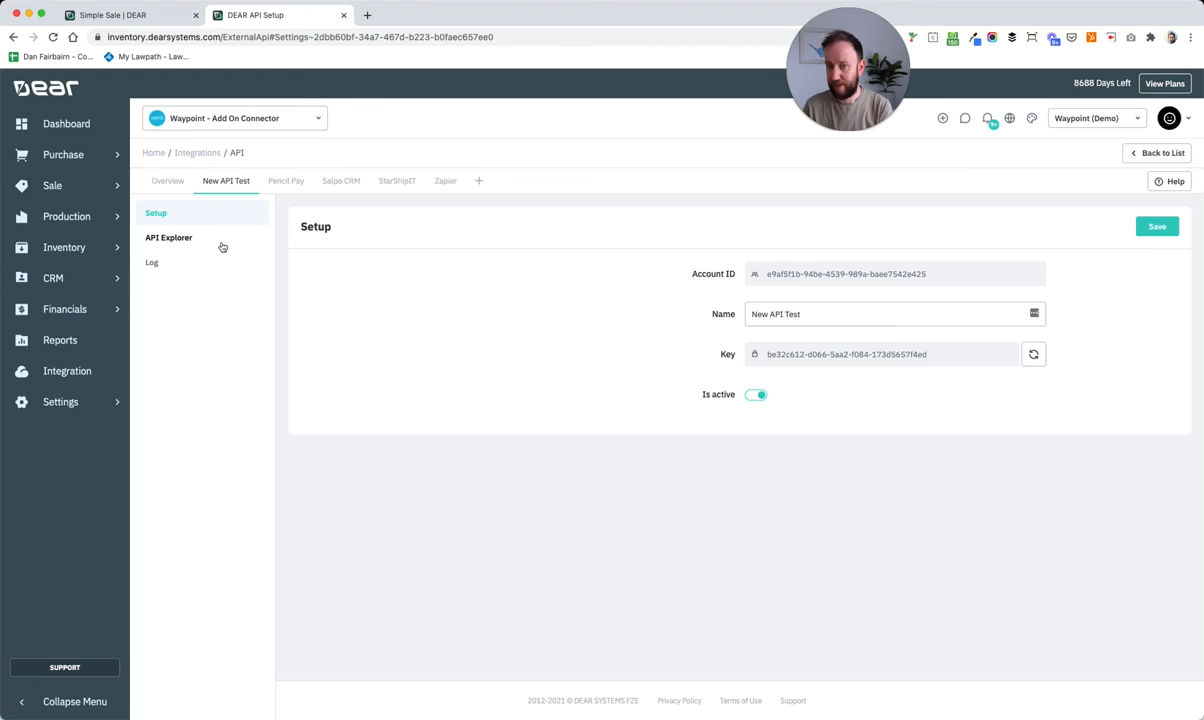 Simple Sale | DEAR
DEAR API Setup
inventory.dearsystems.com/ExternalApi#Settings~2dbb60bf-34a7-467d-b223-b0faec657ee0
Dan Fairbairn - Co...
My Lawpath - Law...
DEAR
8688 Days Left
View Plans
Dashboard
Purchase
Sale
Production
Inventory
CRM
Financials
Reports
Integration
Settings
SUPPORT
Collapse Menu
Waypoint - Add On Connector
9+
Waypoint (Demo)
Home / Integrations / API
Back to List
Overview
New API Test
Pencil Pay
Salpo CRM
StarShipIT
Zapier
Help
Setup
API Explorer
Log
Setup
Save
Account ID
e9af5f1b-94be-4539-989a-baee7542e425
Name
New API Test
Key
be32c612-d066-5aa2-f084-173d5657f4ed
Is active
2012-2021 © DEAR SYSTEMS FZE
Privacy Policy
Terms of Use
Support